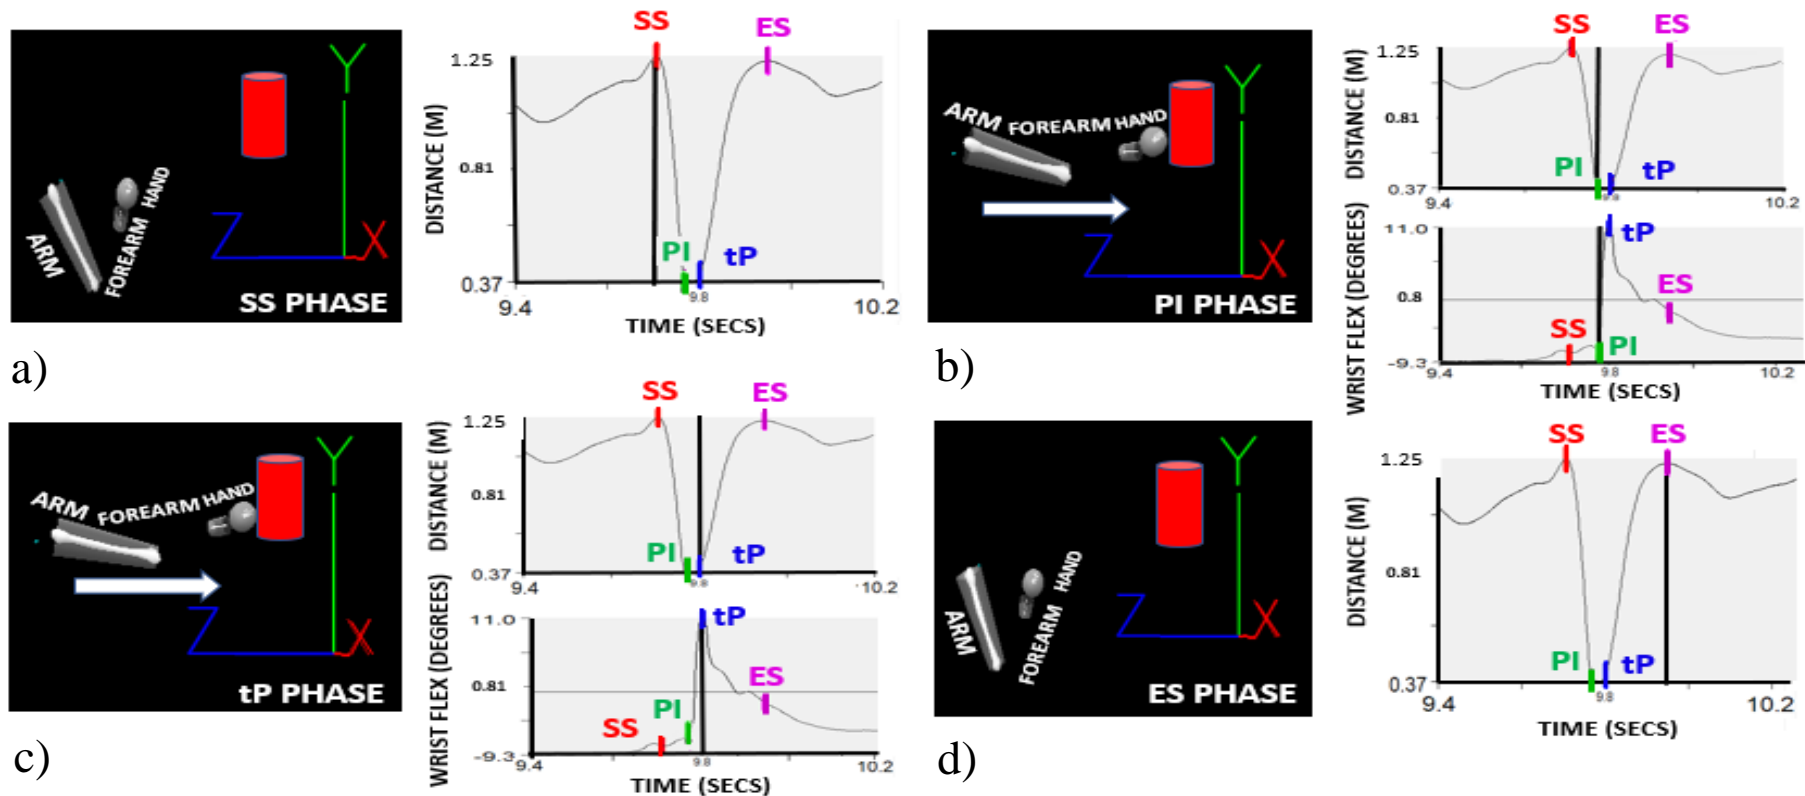 SS
ES
1.25
0.81
0.37
PI
tP
9.4
9.8
10.2
DISTANCE (M)
TIME (SECS)
Y
Z
X
ARM
FOREARM
HAND
SS PHASE
a)
ARM
FOREARM
HAND
Y
Z
X
PI PHASE
b)
SS
ES
1.25
0.81
0.37
PI
tP
9.4
9.8
10.2
DISTANCE (M)
11.0
0.8
-9.3
tP
ES
SS
PI
9.4
9.8
10.2
WRIST FLEX (DEGREES)
TIME (SECS)
ARM
FOREARM
HAND
Y
Z
X
tP PHASE
c)
SS
ES
1.25
0.81
0.37
PI
tP
9.4
9.8
10.2
DISTANCE (M)
11.0
0.81
-9.3
tP
ES
PI
SS
9.4
9.8
10.2
WRIST FLEX (DEGREES)
TIME (SECS)
ARM
FOREARM
HAND
Y
Z
X
ES PHASE
d)
SS
ES
1.25
0.81
0.37
PI
tP
9.4
9.8
10.2
DISTANCE (M)
TIME (SECS)